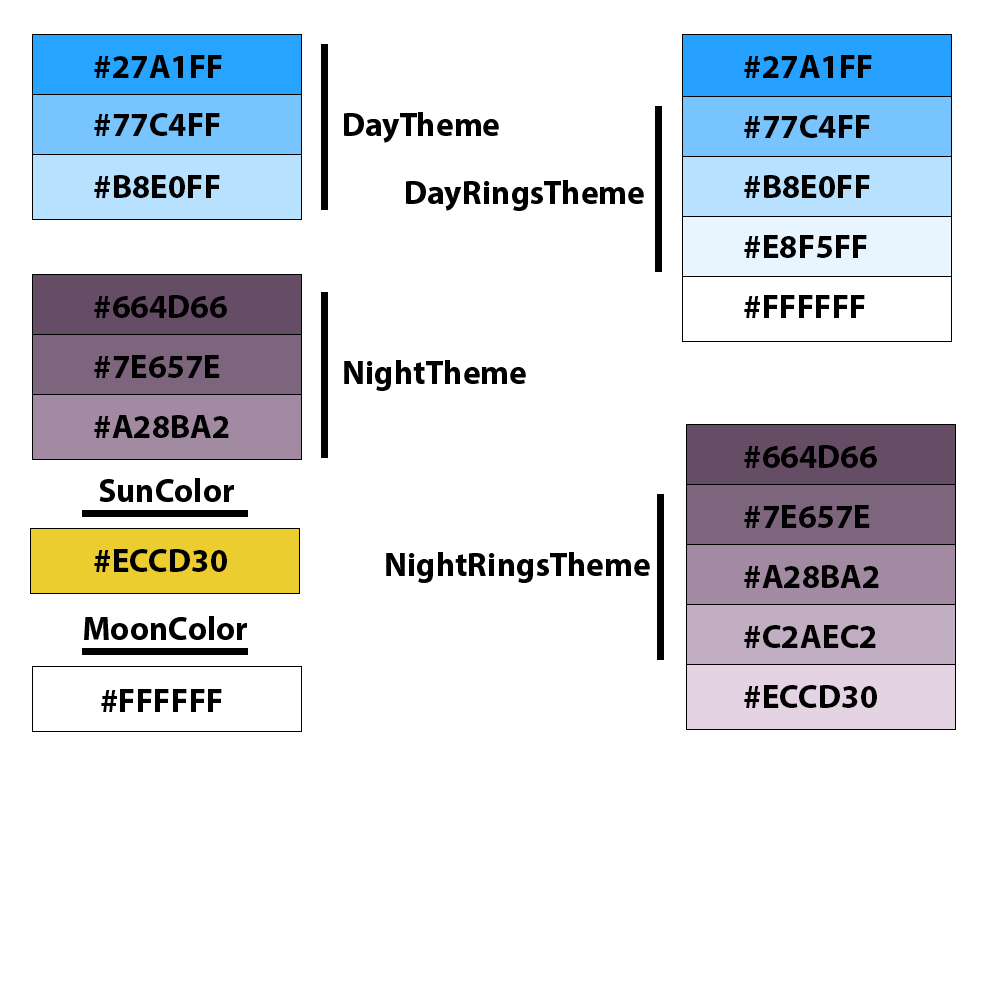 #27A1FF
#77C4FF
#B8E0FF
DayTheme
#664D66
#7E657E
#A28BA2
NightTheme
SunColor
#ECCD30
MoonColor
#FFFFFF
#27A1FF
#77C4FF
#B8E0FF
#E8F5FF
#FFFFFF
DayRingsTheme
#664D66
#7E657E
#A28BA2
#C2AEC2
#ECCD30
NightRingsTheme